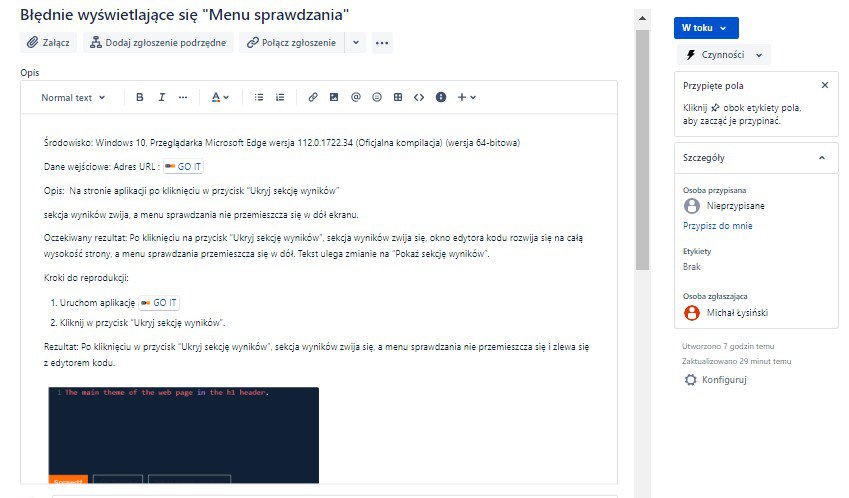 Błędnie wyświetlające się "Menu sprawdzania"
Załącz
Dodaj zgłoszenie podrzędne
Połącz zgłoszenie
Opis
Normal text
B I A
Środowisko: Windows 10, Przeglądarka Microsoft Edge wersja 112.0.1722.34 (Oficjalna kompilacja) (wersja 64-bitowa)
Dane wejściowe: Adres URL : GO IT
Opis: Na stronie aplikacji po kliknięciu w przycisk "Ukryj sekcję wyników"
sekcja wyników zwija, a menu sprawdzania nie przemieszcza się w dół ekranu.
Oczekiwany rezultat: Po kliknięciu na przycisk "Ukryj sekcję wyników", sekcja wyników zwija się, okno edytora kodu rozwija się na całą
wysokość strony, a menu sprawdzania przemieszcza się w dół. Tekst ulega zmianie na "Pokaż sekcję wyników".
Kroki do reprodukcji:
1. Uruchom aplikację GO IT
2. Kliknij w przycisk "Ukryj sekcję wyników".
Rezultat: Po kliknięciu w przycisk "Ukryj sekcję wyników", sekcja wyników zwija się, a menu sprawdzania nie przemieszcza się i zlewa się
z edytorem kodu.
1 The main theme of the web page in the h1 header.
Sprawdź
W toku
Czynności
Przypięte pola
Kliknij obok etykiety pola,
aby zacząć je przypinać.
Szczegóły
Osoba przypisana
Nieprzypisane
Przypisz do mnie
Etykiety
Brak
Osoba zgłaszająca
Michał Łysiński
Utworzono 7 godzin temu
Zaktualizowano 29 minut temu
Konfiguruj